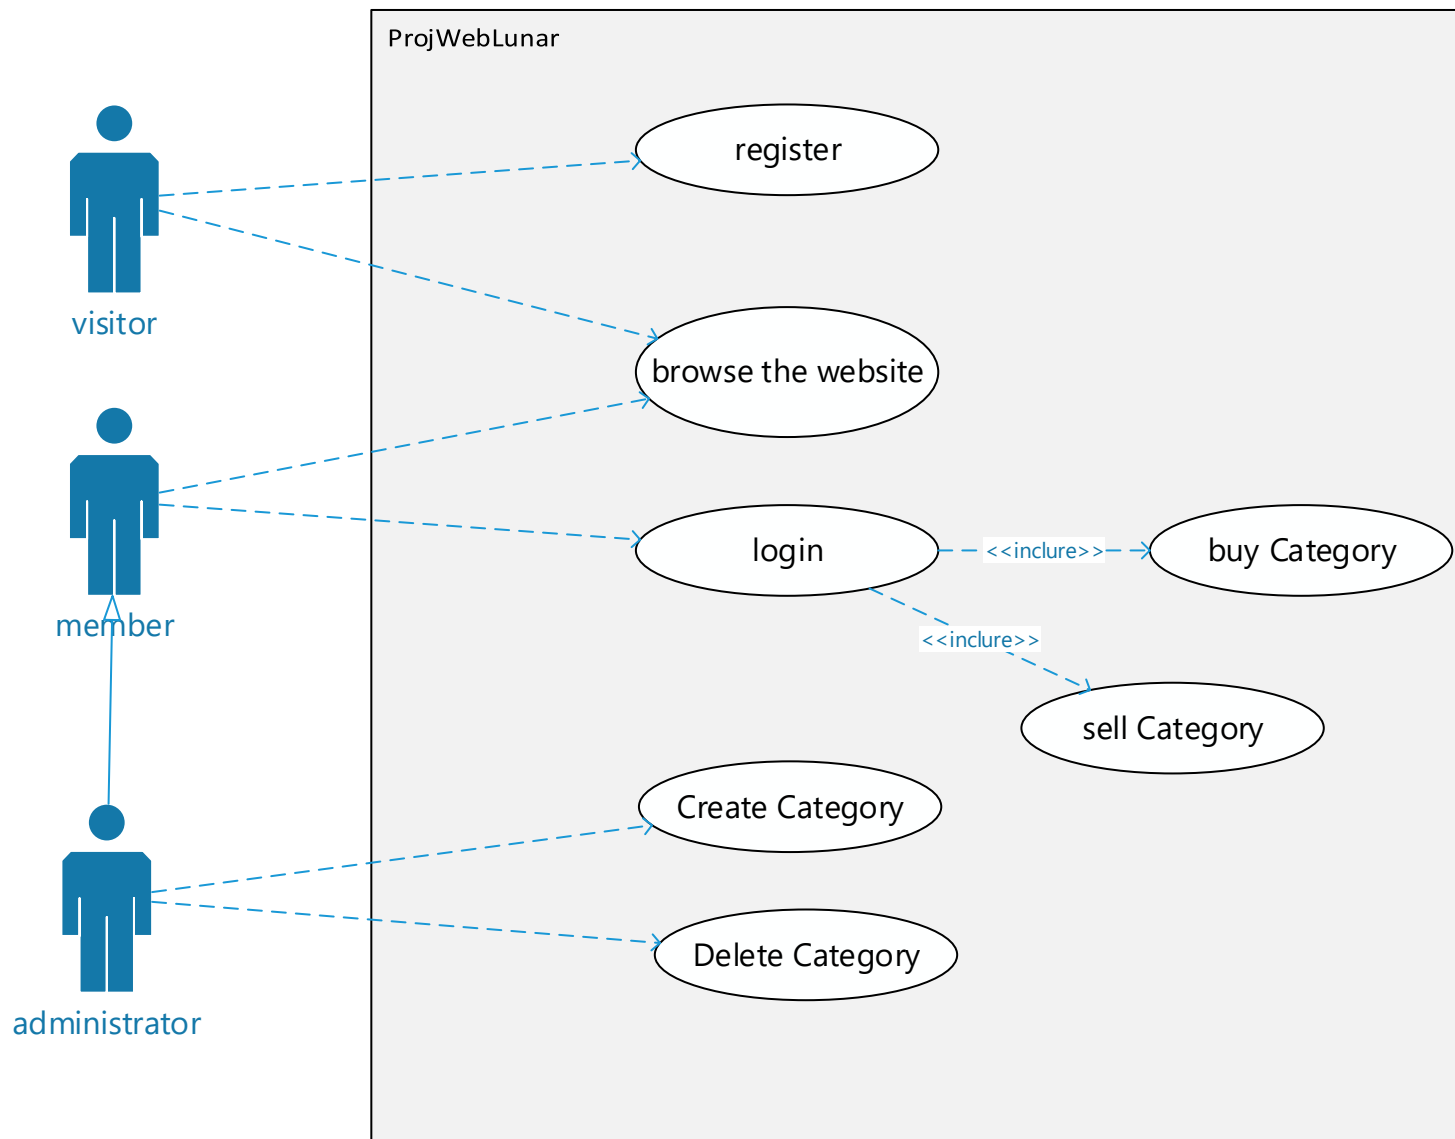 ProjWebLunar
register
visitor
browse the website
login
<<inclure>>
buy Category
member
<<inclure>>
sell Category
Create Category
Delete Category
administrator